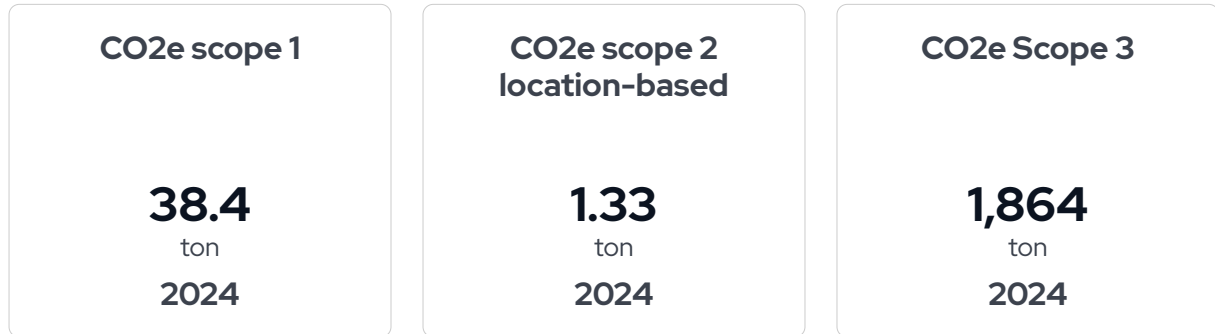 CO2e scope 1
38.4
ton
2024
CO2e scope 2
location-based
1.33
ton
2024
CO2e Scope 3
1,864
ton
2024